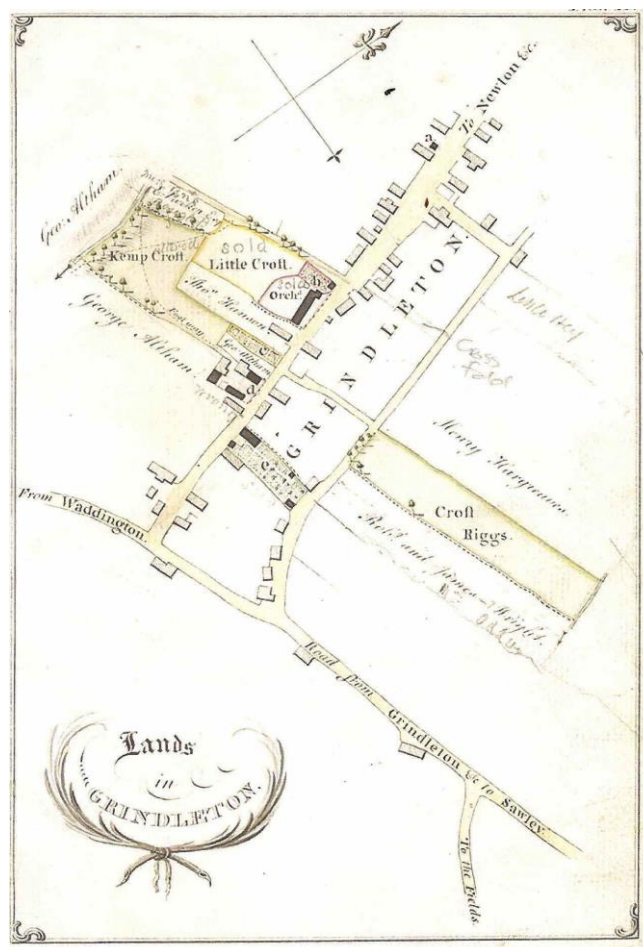 To Newton &c.
a
Geo: Altham.
Kemp Croft.
sold
Little Croft.
sold
b
Orch.d
Thos. Hanson
George Altham
c
Geo: Altham
d
e
GRINDLETON.
Cross
field
Henry Hargreaves.
Croft
Riggs.
Robt. and James Wright.
From Waddington.
Road from Grindleton &c to Sawley.
To the Fields.
Lands
in
GRINDLETON.